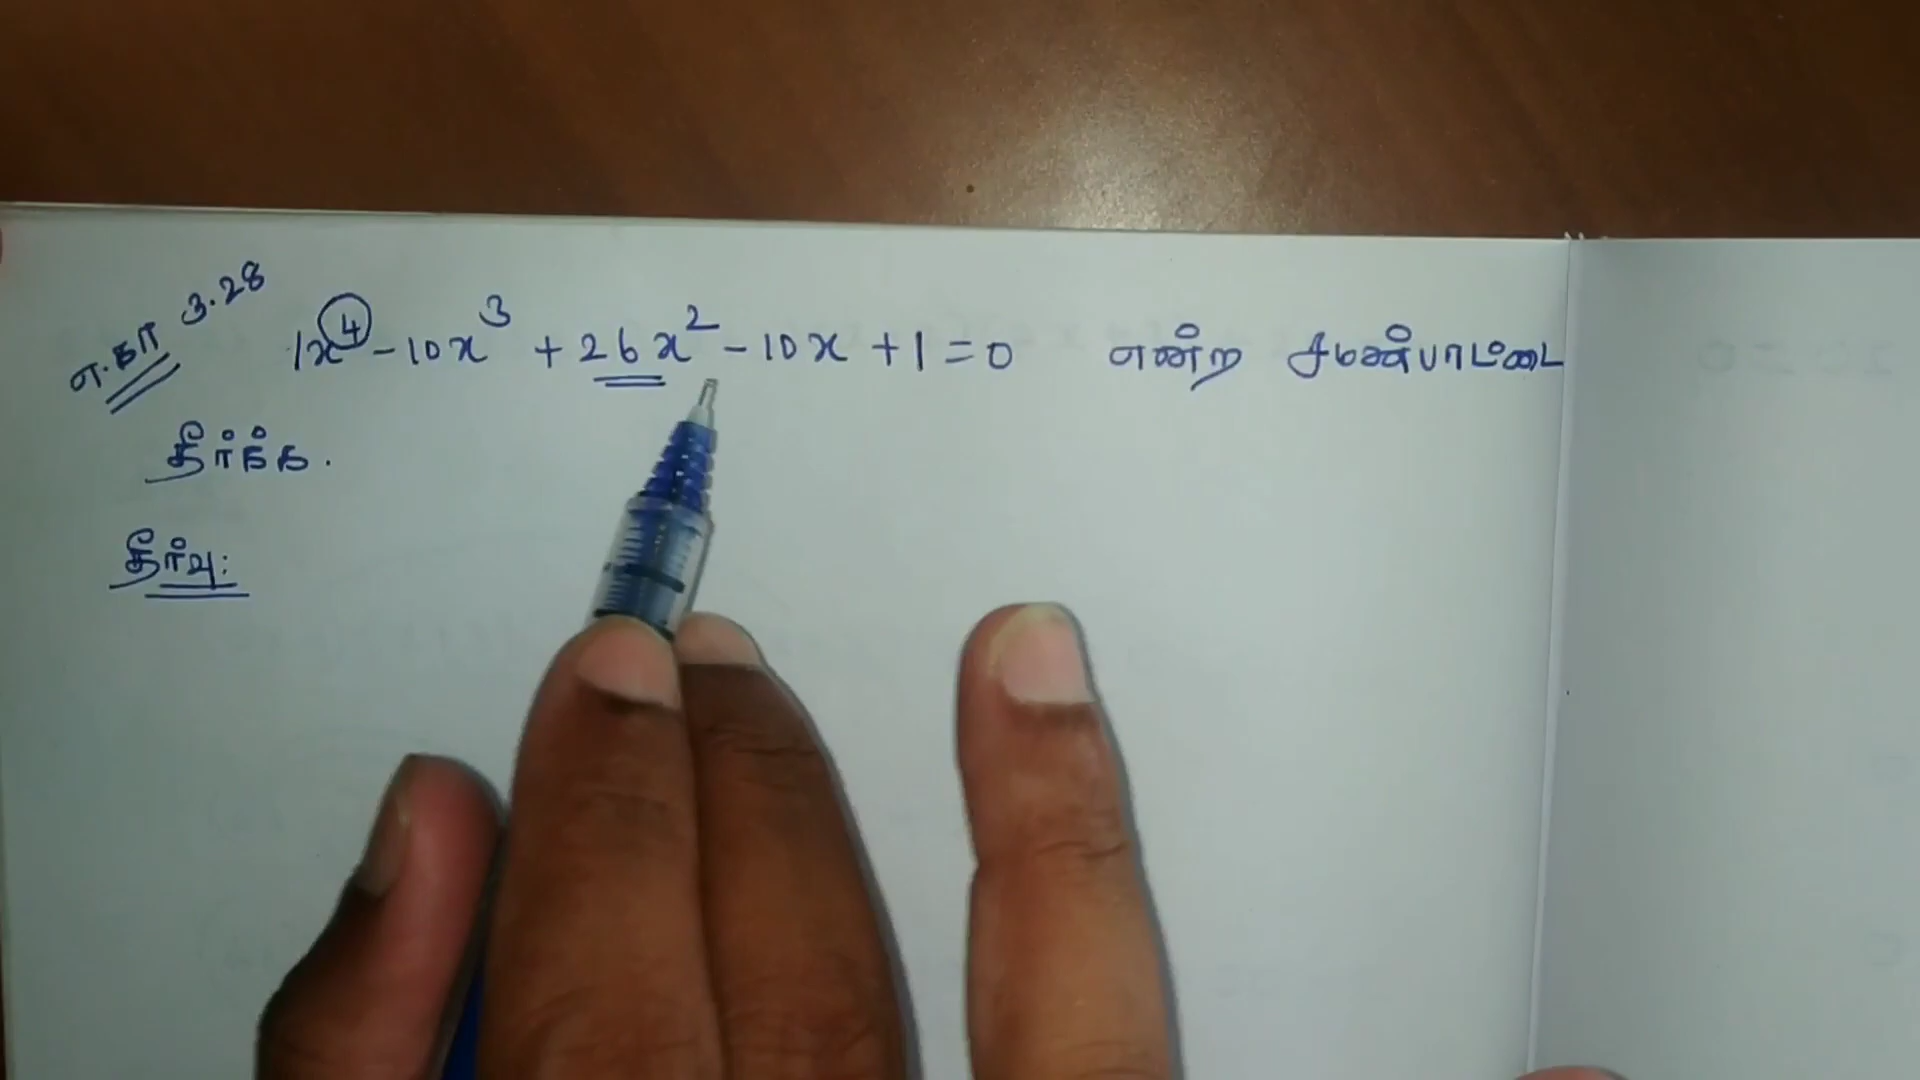 எ.கா 3.28
1x⁴ - 10x³ + 26x² - 10x + 1 = 0 என்ற சமன்பாட்டை
தீர்க்க.
தீர்வு: